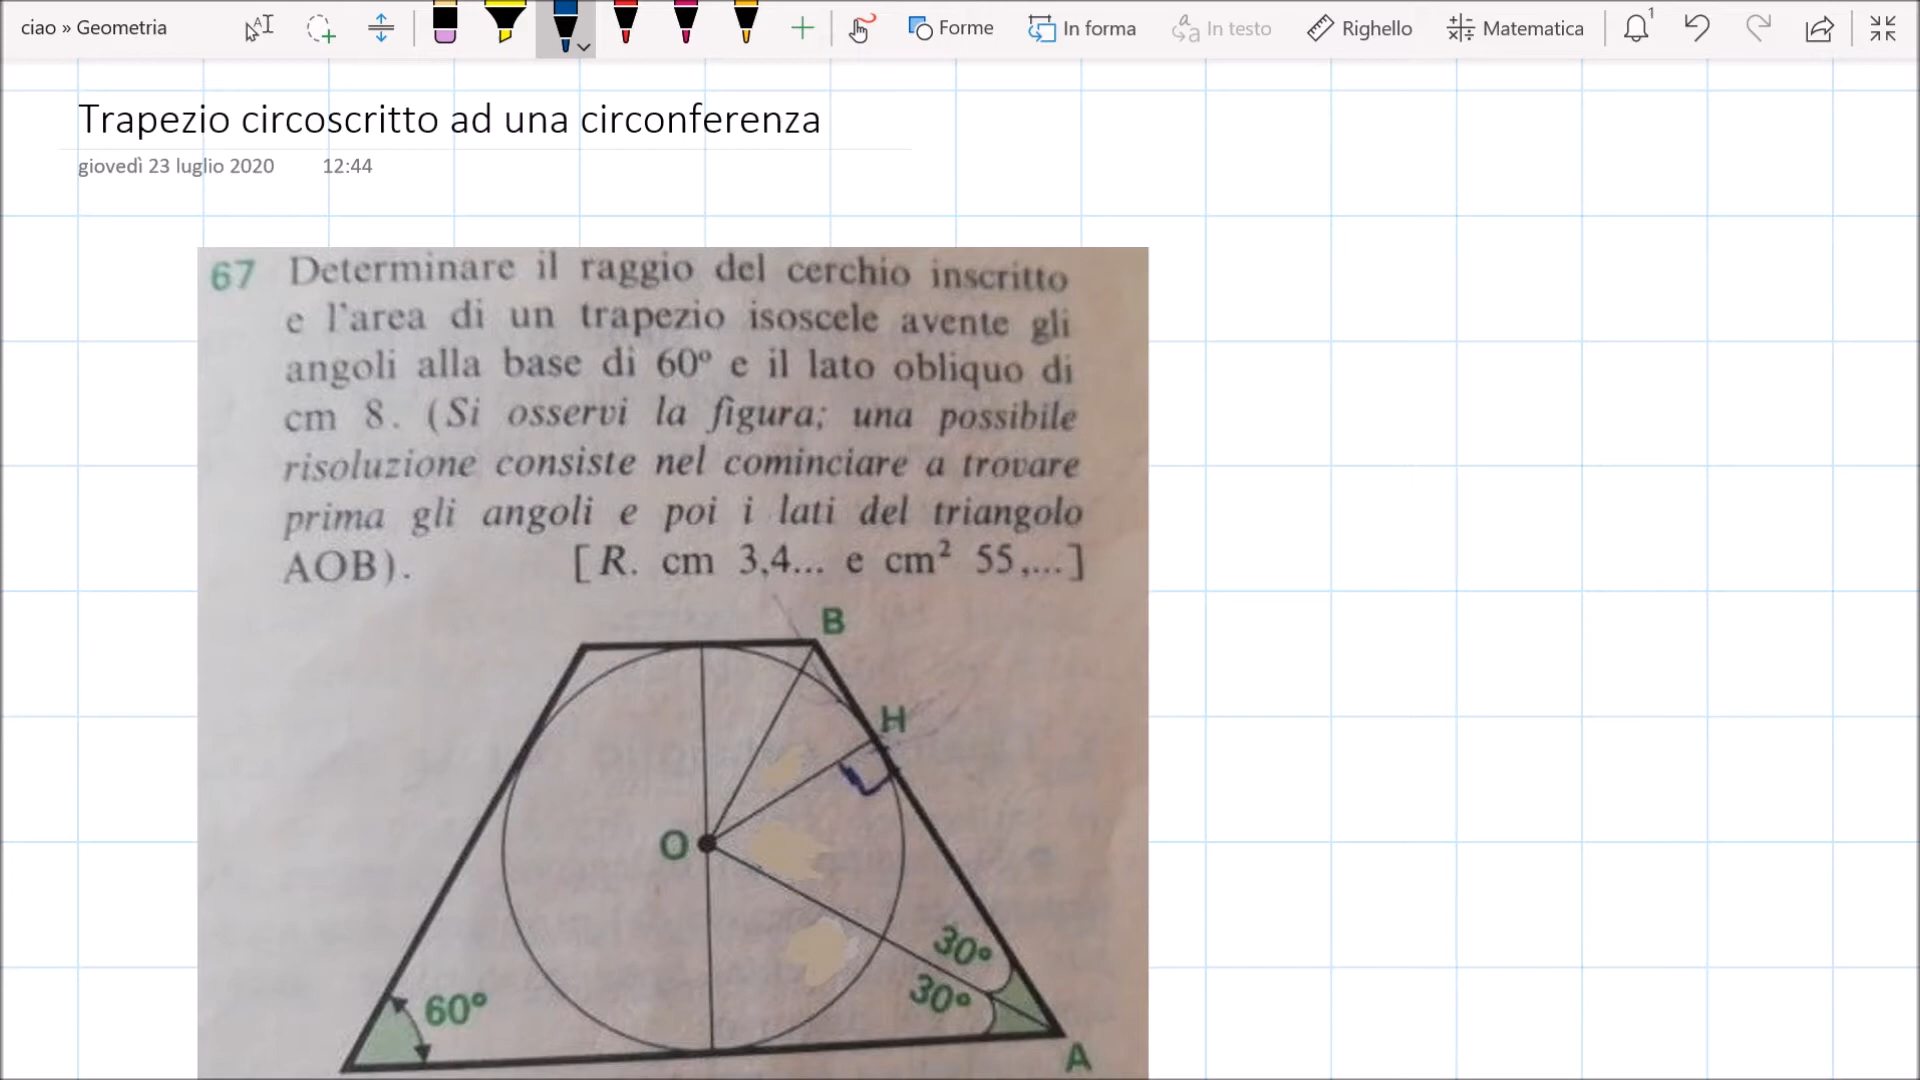 ciao » Geometria
Forme
In forma
In testo
Righello
Matematica
1
Trapezio circoscritto ad una circonferenza
giovedì 23 luglio 2020 12:44
67 Determinare il raggio del cerchio inscritto
e l'area di un trapezio isoscele avente gli
angoli alla base di 60° e il lato obliquo di
cm 8. (Si osservi la figura; una possibile
risoluzione consiste nel cominciare a trovare
prima gli angoli e poi i lati del triangolo
AOB). [R. cm 3,4... e cm² 55,...]
B
H
O
30°
30°
60°
A